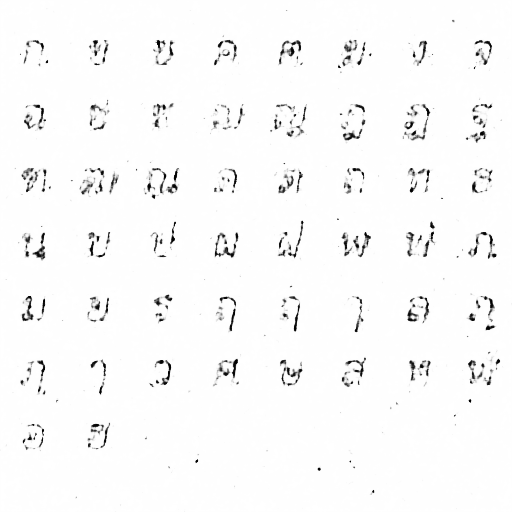 ก ข ฃ ค ฅ ฆ ง จ
ฉ ช ซ ฌ ญ ฎ ฏ ฐ
ฑ ฒ ณ ด ต ถ ท ธ
น บ ป ผ ฝ พ ฟ ภ
ม ย ร ฤ ฤ ๅ ล ฦ
ฦ ๅ ว ศ ษ ส ห ฬ
อ ฮ